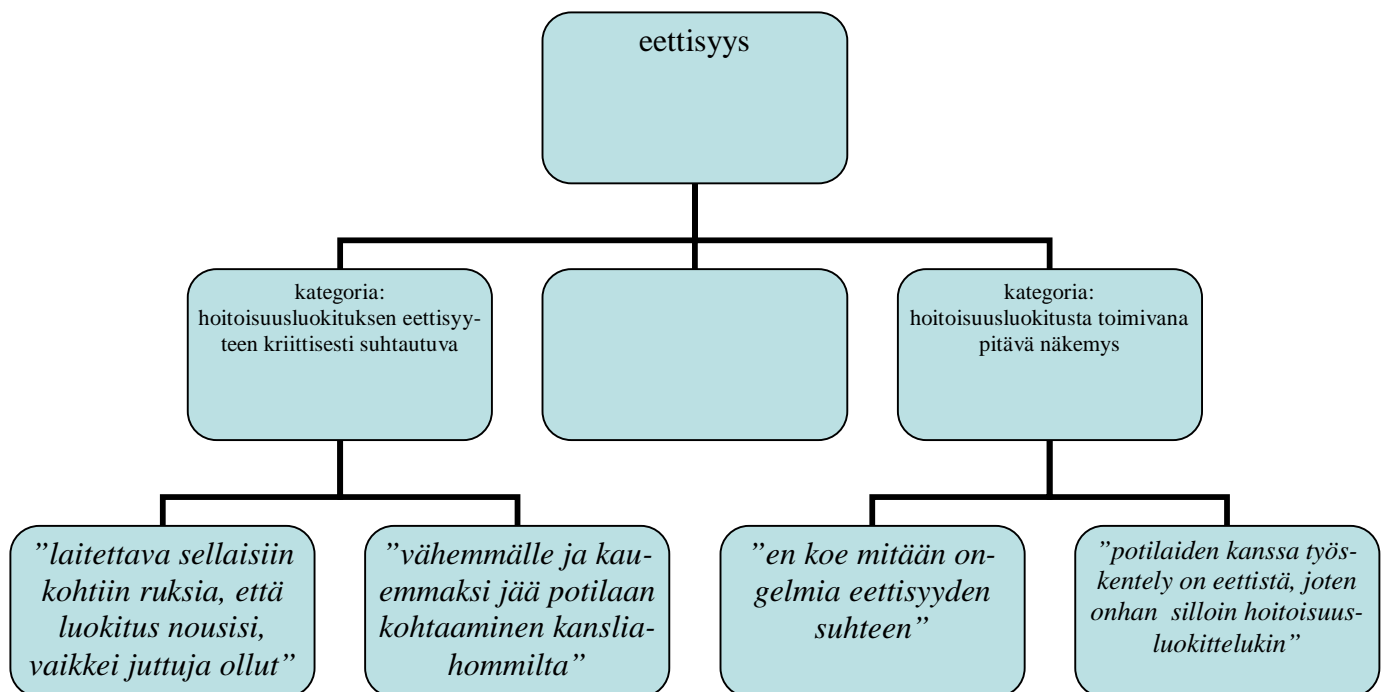 eettisyys
kategoria:
hoitoisuusluokituksen eettisyy-
teen kriittisesti suhtautuva
kategoria:
hoitoisuusluokitusta toimivana
pitävä näkemys
”laitettava sellaisiin
kohtiin ruksia, että
luokitus nousisi,
vaikkei juttuja ollut”
”vähemmälle ja kau-
emmaksi jää potilaan
kohtaaminen kanslia-
hommilta”
”en koe mitään on-
gelmia eettisyyden
suhteen”
”potilaiden kanssa työs-
kentely on eettistä, joten
onhan  silloin hoitoisuus-
luokittelukin”